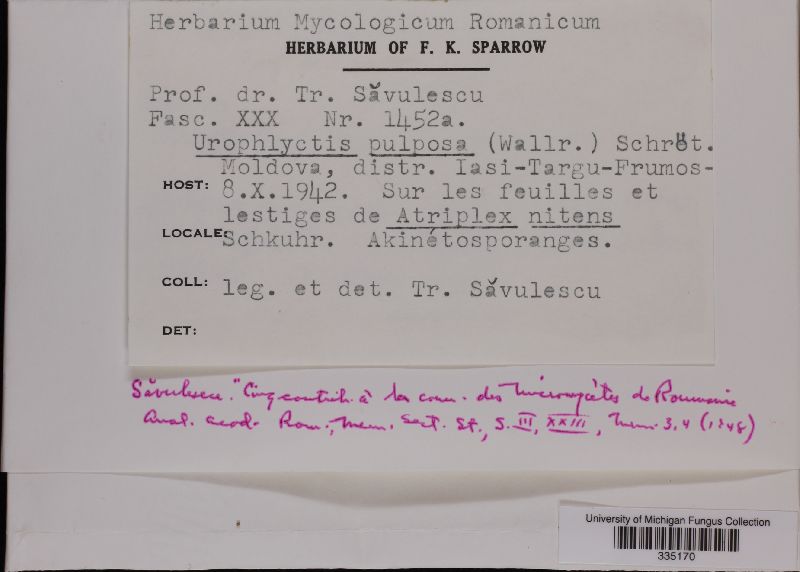 Herbarium Mycologicum Romanicum
HERBARIUM OF F. K. SPARROW
Prof. dr. Tr. Săvulescu
Fasc. XXX Nr. 1452a.
Urophlyctis pulposa (Wallr.) Schröt.
Moldova, distr. Iasi-Targu-Frumos-
HOST: 8.X.1942. Sur les feuilles et
lestiges de Atriplex nitens
LOCALE: Schkuhr. Akinétosporanges.
COLL: leg. et det. Tr. Săvulescu
DET:
Săvulescu. "Cinq contrib. à la conn. des Micromycètes de Roumanie
Anal. acad. Rom., Mem. Sect. St., S. III, XXIII, Mem. 3, 4 (1948)
University of Michigan Fungus Collection
335170